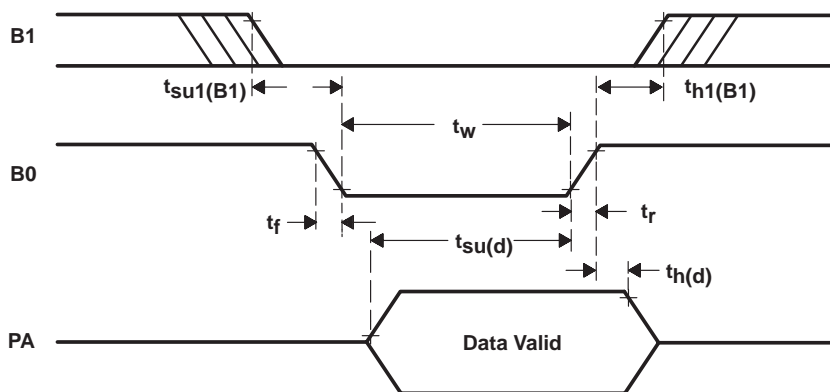 B1
tsu1(B1)
th1(B1)
tw
B0
tf
tr
tsu(d)
th(d)
PA
Data Valid